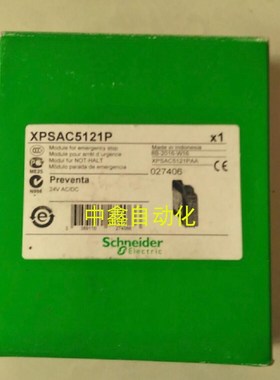 XPSAC5121P
x1
Module for emergency stop
Module pour arrêt d'urgence
Modul für NOT-HALT
Módulo parada de emergencia
Made in Indonesia
XPSAC5121PAA
027406
Preventa
24V AC/DC
中鑫自动化
Schneider
Electric